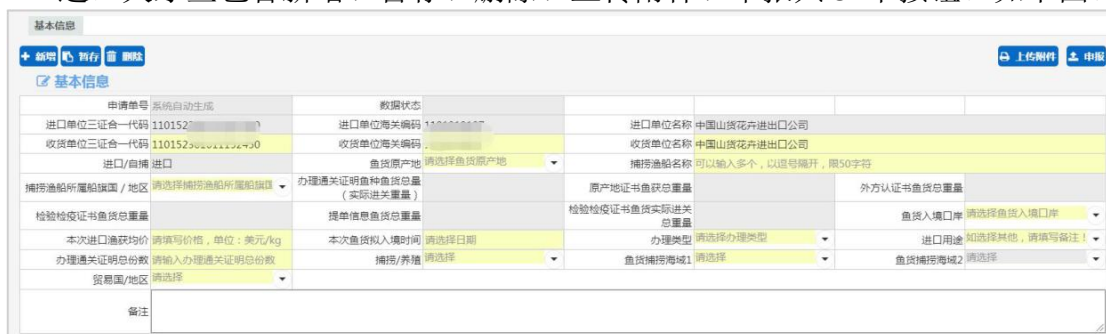 基本信息
新增 暂存 删除 上传附件 申报
基本信息
申请单号 系统自动生成 数据状态
进口单位三证合一代码 110152 进口单位海关编码 进口单位名称 中国山货花卉进出口公司
收货单位三证合一代码 收货单位海关编码 收货单位名称 中国山货花卉进出口公司
进口/自捕 进口 鱼货原产地 请选择鱼货原产地 捕捞渔船名称 可以输入多个，以逗号隔开，限50字符
捕捞渔船所属船旗国 / 地区 请选择捕捞渔船所属船旗国 办理通关证明鱼种鱼货总量（实际进关重量） 原产地证书鱼获总重量 外方认证书鱼货总重量
检验检疫证书鱼货总重量 提单信息鱼货总重量 检验检疫证书鱼货实际进关总重量 鱼货入境口岸 请选择鱼货入境口岸
本次进口渔获均价 请填写价格，单位：美元/kg 本次鱼货拟入境时间 请选择日期 办理类型 请选择办理类型 进口用途 如选择其他，请填写备注！
办理通关证明总份数 请输入办理通关证明总份数 捕捞/养殖 请选择 鱼货捕捞海域1 请选择 鱼货捕捞海域2 请选择
贸易国/地区 请选择
备注